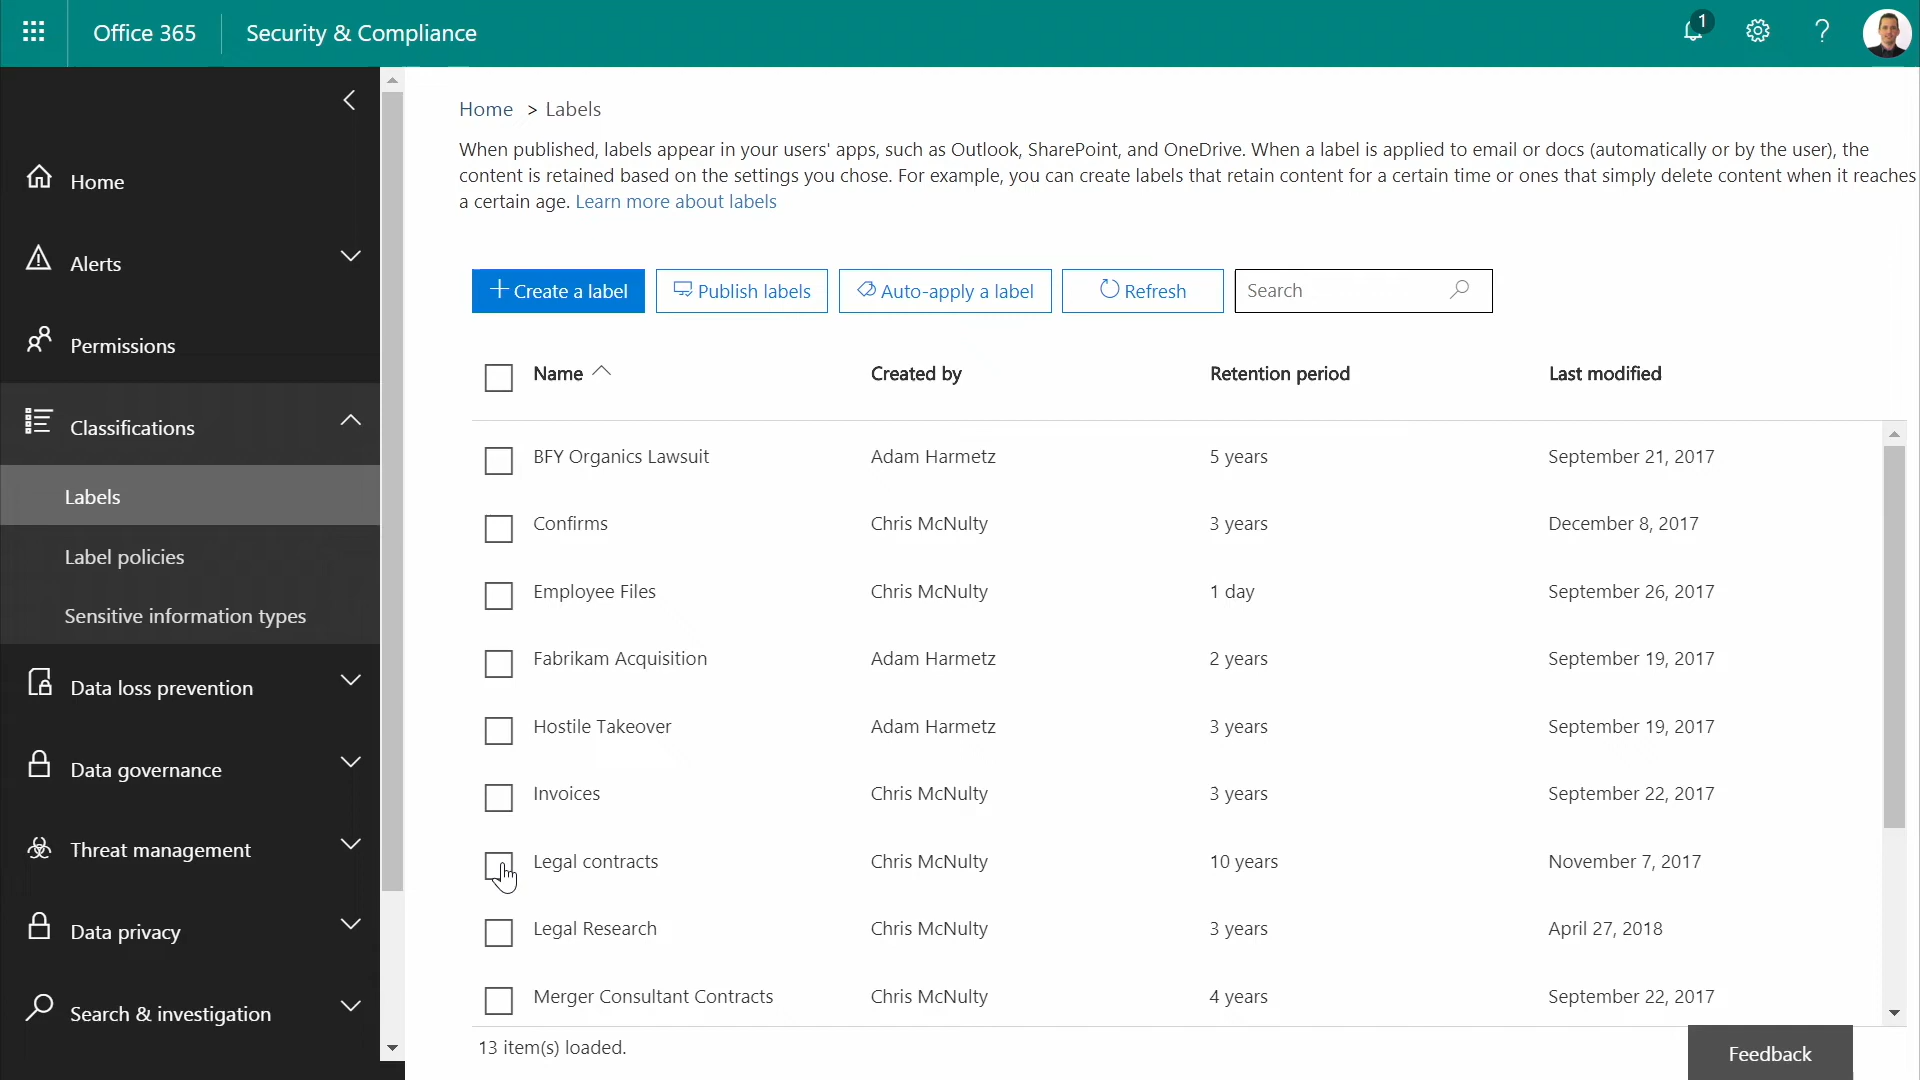 Office 365
Security & Compliance
1
Home
Alerts
Permissions
Classifications
Labels
Label policies
Sensitive information types
Data loss prevention
Data governance
Threat management
Data privacy
Search & investigation
Home > Labels
When published, labels appear in your users' apps, such as Outlook, SharePoint, and OneDrive. When a label is applied to email or docs (automatically or by the user), the
content is retained based on the settings you chose. For example, you can create labels that retain content for a certain time or ones that simply delete content when it reaches
a certain age. Learn more about labels
+ Create a label Publish labels Auto-apply a label Refresh Search
Name Created by Retention period Last modified
BFY Organics Lawsuit Adam Harmetz 5 years September 21, 2017
Confirms Chris McNulty 3 years December 8, 2017
Employee Files Chris McNulty 1 day September 26, 2017
Fabrikam Acquisition Adam Harmetz 2 years September 19, 2017
Hostile Takeover Adam Harmetz 3 years September 19, 2017
Invoices Chris McNulty 3 years September 22, 2017
Legal contracts Chris McNulty 10 years November 7, 2017
Legal Research Chris McNulty 3 years April 27, 2018
Merger Consultant Contracts Chris McNulty 4 years September 22, 2017
13 item(s) loaded.
Feedback